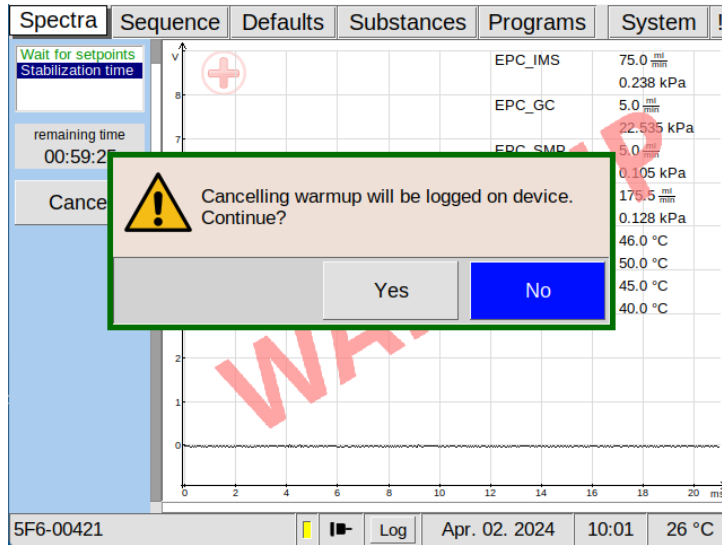 Spectra Sequence Defaults Substances Programs System !
Wait for setpoints
Stabilization time
remaining time
00:59:25
Cance
V
8
7
2
1
0
0 2 4 6 8 10 12 14 16 18 20 ms
EPC_IMS 75.0 ml/min
0.238 kPa
EPC_GC 5.0 ml/min
22.535 kPa
EPC_SMP 5.0 ml/min
0.105 kPa
175.5 ml/min
0.128 kPa
46.0 °C
50.0 °C
45.0 °C
40.0 °C
Cancelling warmup will be logged on device.
Continue?
Yes No
5F6-00421 Log Apr. 02. 2024 10:01 26 °C